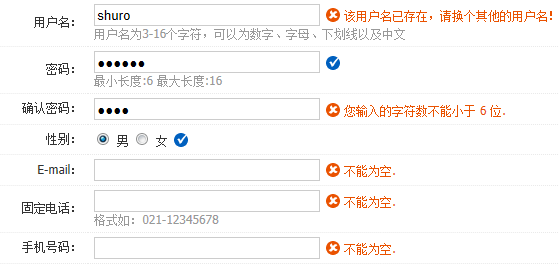 用户名： shuro 该用户名已存在，请换个其他的用户名!
用户名为3-16个字符，可以为数字、字母、下划线以及中文
密码： ●●●●●●
最小长度:6 最大长度:16
确认密码： ●●●● 您输入的字符数不能小于 6 位.
性别： 男 女
E-mail： 不能为空.
固定电话： 不能为空.
格式如：021-12345678
手机号码： 不能为空.